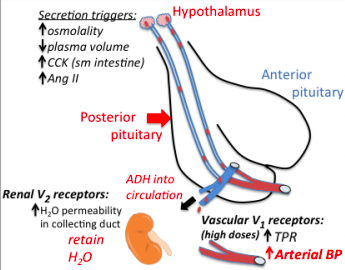 Secretion triggers:
↑osmolality
↓plasma volume
↑CCK (sm intestine)
↑Ang II
Hypothalamus
Anterior
pituitary
Posterior
pituitary
ADH into
circulation
Renal V2 receptors:
↑H2O permeability
in collecting duct
retain
H2O
Vascular V1 receptors:
(high doses) ↑TPR
↑Arterial BP